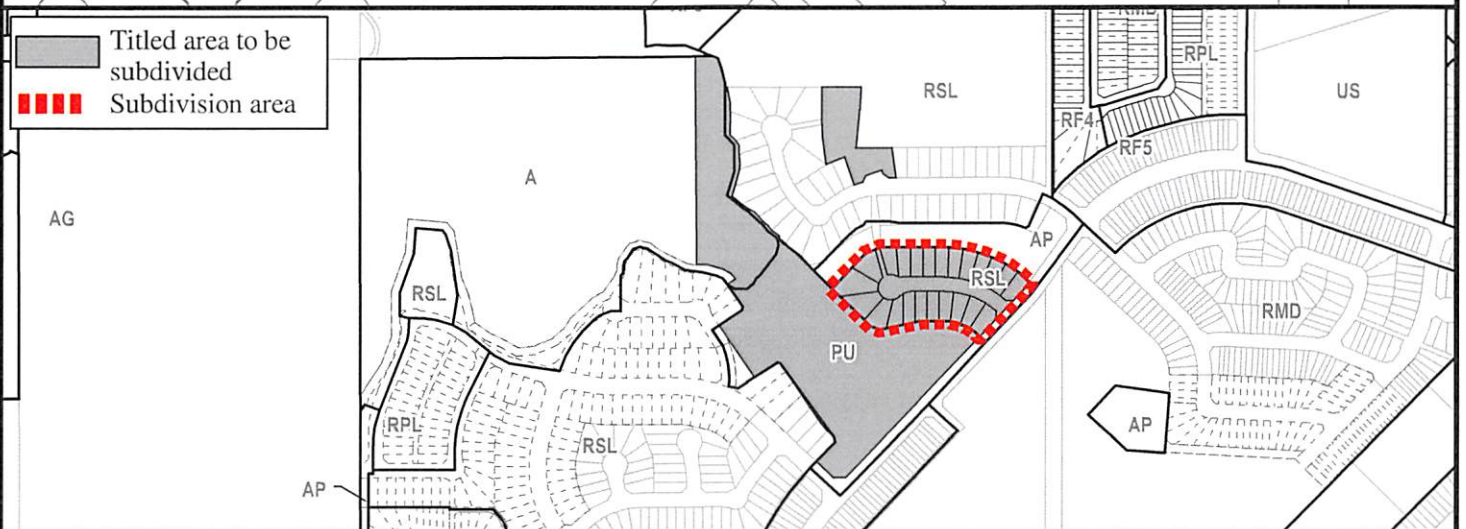 Titled area to be
subdivided
Subdivision area
RPL
RSL
US
RF4
RF5
A
AG
AP
RSL
RSL
RMD
PU
RPL
AP
RSL
AP